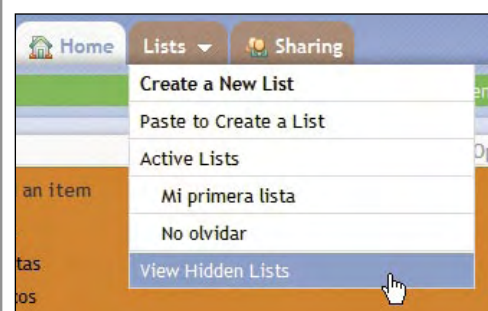 Home Lists Sharing
Create a New List
Paste to Create a List
Active Lists
an item
Mi primera lista
No olvidar
tas
View Hidden Lists
cos